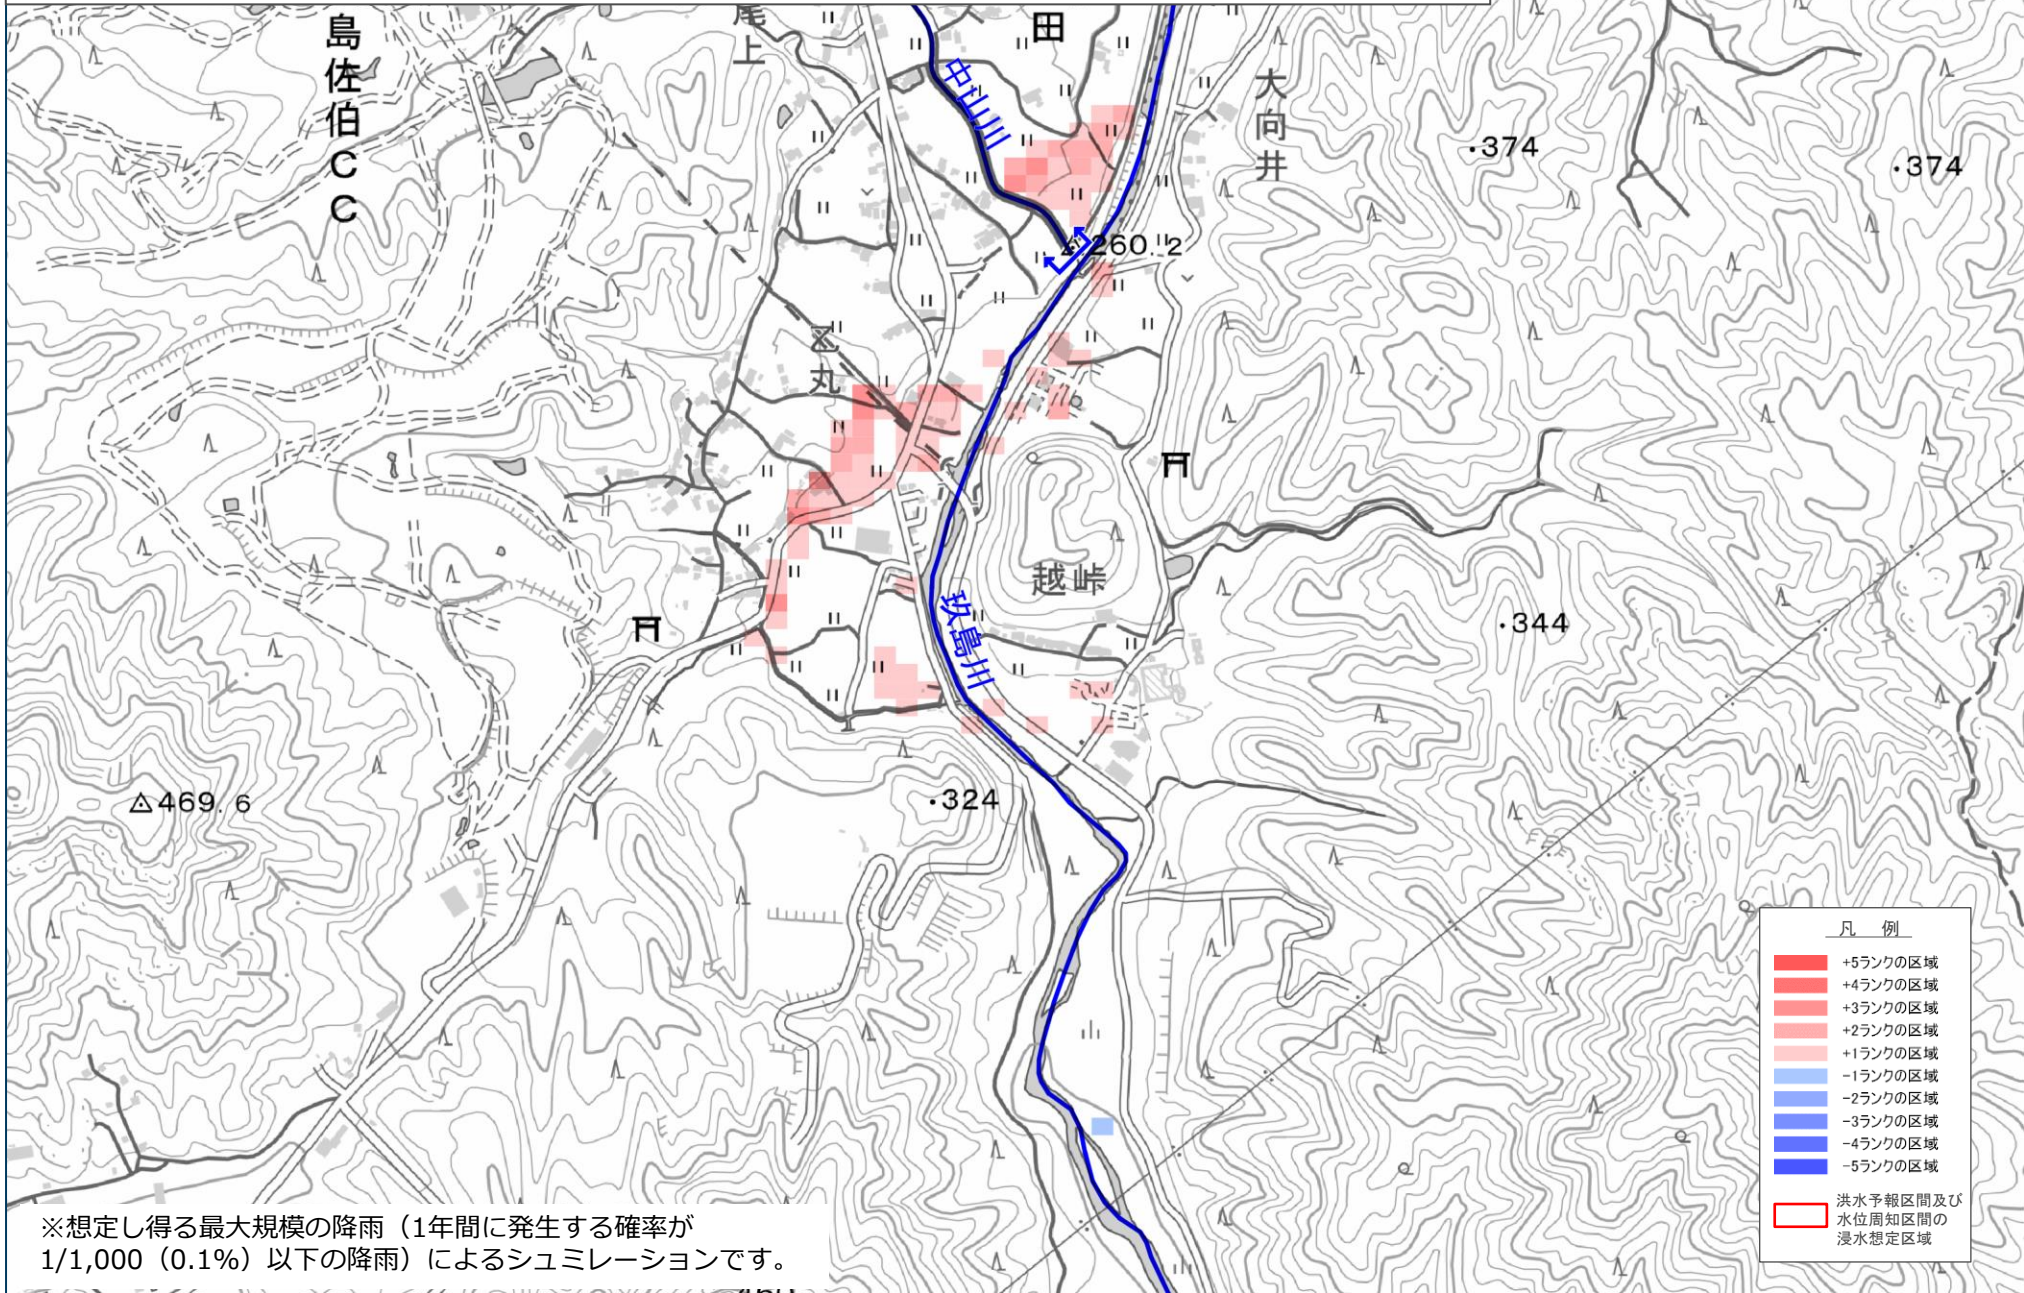 島佐伯CC
尾上
田
中山川
大向井
・374
・374
260.2
乙丸
越峠
玖島川
・344
469.6
・324
凡 例
+5ランクの区域
+4ランクの区域
+3ランクの区域
+2ランクの区域
+1ランクの区域
-1ランクの区域
-2ランクの区域
-3ランクの区域
-4ランクの区域
-5ランクの区域
洪水予報区間及び
水位周知区間の
浸水想定区域
※想定し得る最大規模の降雨（1年間に発生する確率が
1/1,000（0.1%）以下の降雨）によるシュミレーションです。